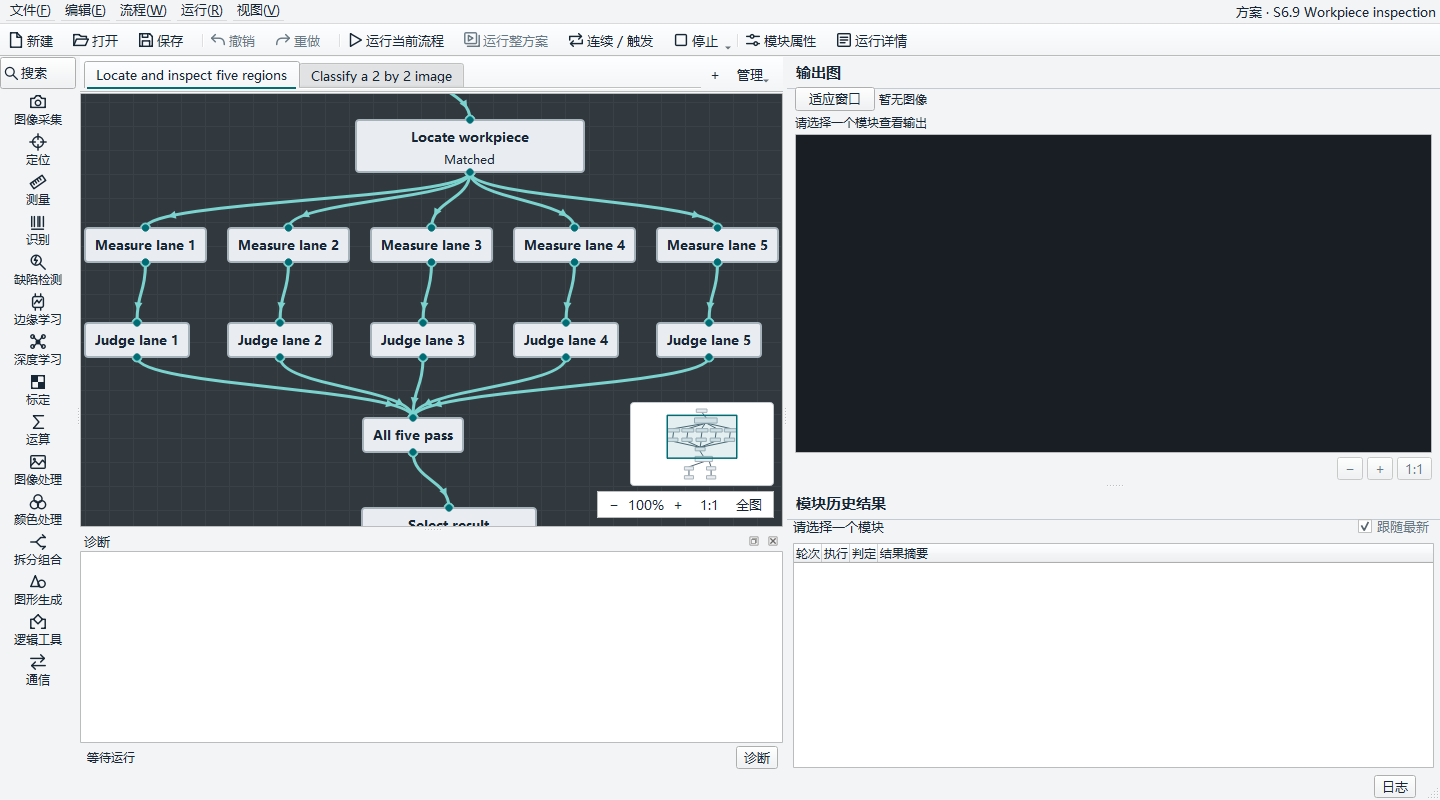 文件(F) 编辑(E) 流程(W) 运行(R) 视图(V)
方案 · S6.9 Workpiece inspection
新建 打开 保存 撤销 重做 运行当前流程 运行整方案 连续 / 触发 停止 模块属性 运行详情
搜索
图像采集
定位
测量
识别
缺陷检测
边缘学习
深度学习
标定
运算
图像处理
颜色处理
拆分组合
图形生成
逻辑工具
通信
Locate and inspect five regions
Classify a 2 by 2 image
+ 管理
Locate workpiece
Matched
Measure lane 1 Measure lane 2 Measure lane 3 Measure lane 4 Measure lane 5
Judge lane 1 Judge lane 2 Judge lane 3 Judge lane 4 Judge lane 5
All five pass
Select result
− 100% + 1:1 全图
诊断
等待运行
诊断
输出图
适应窗口 暂无图像
请选择一个模块查看输出
− + 1:1
模块历史结果
请选择一个模块
跟随最新
轮次 执行 判定 结果摘要
日志